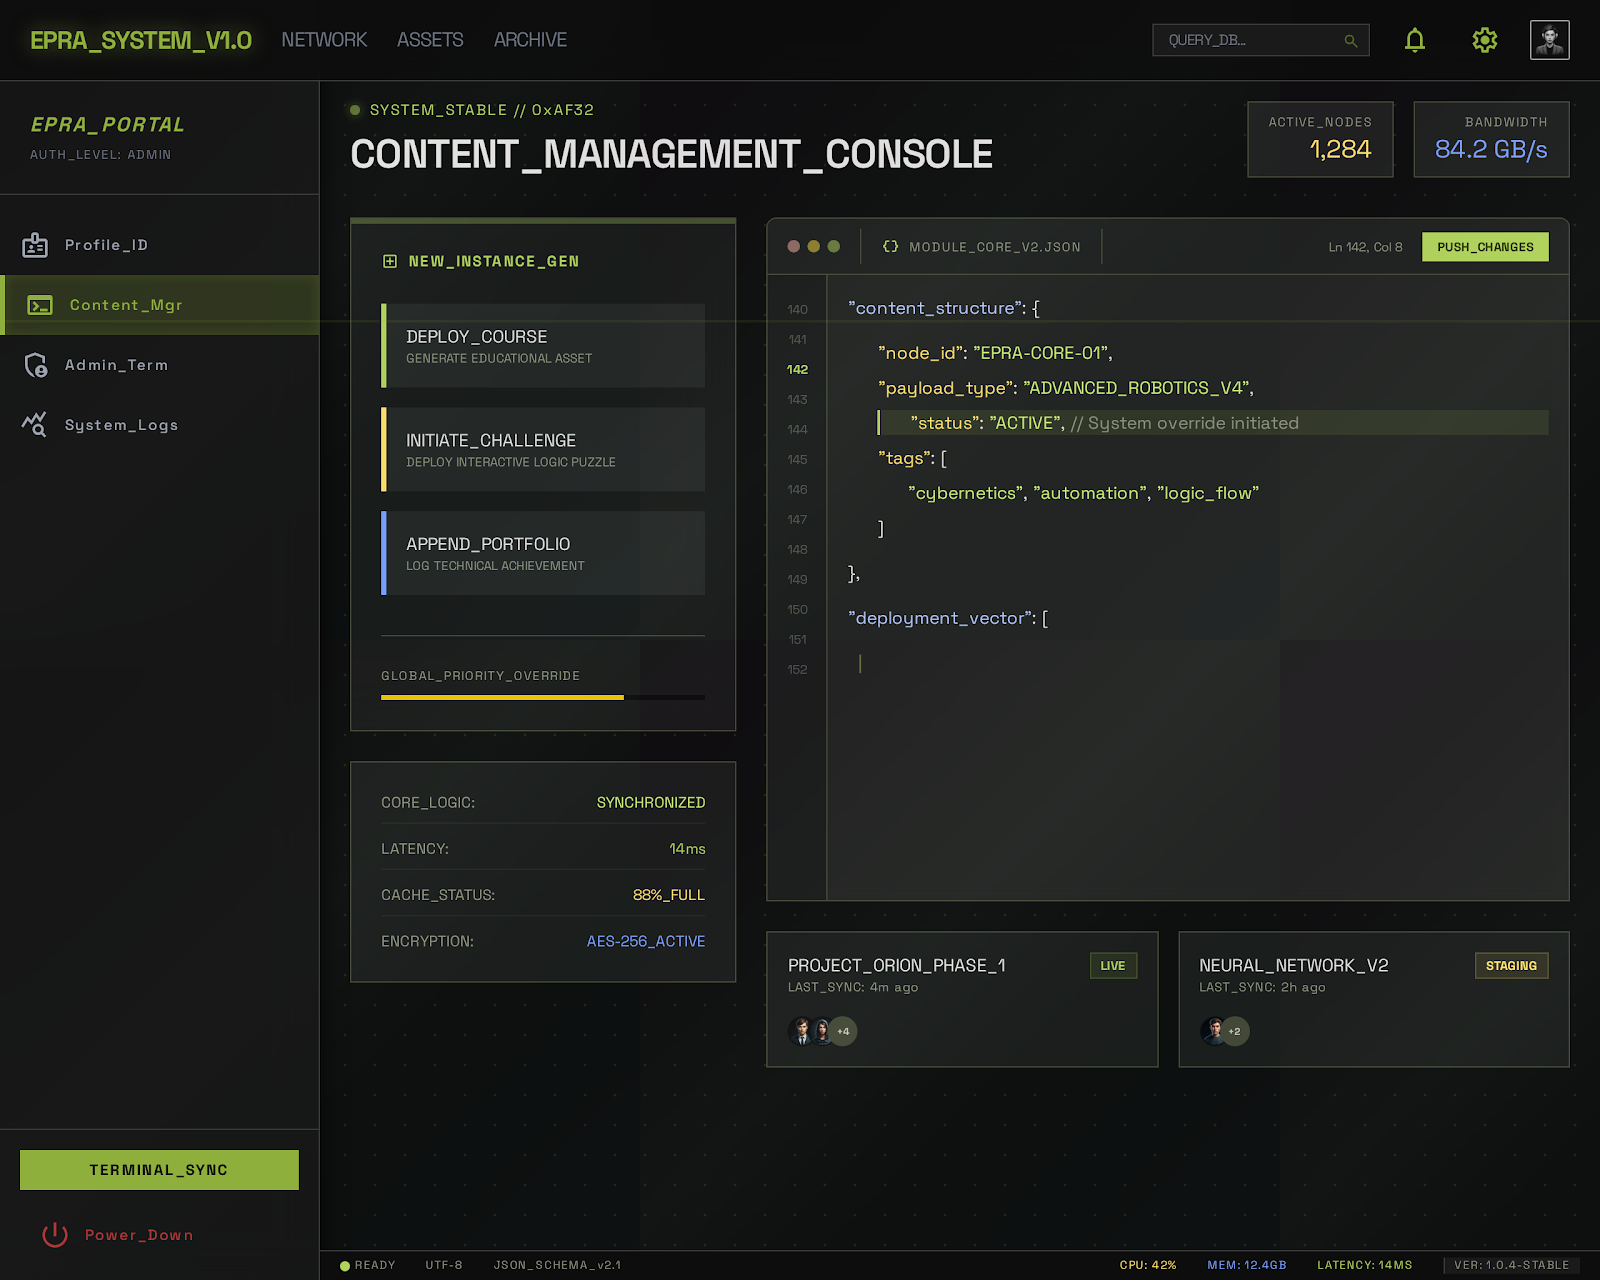 EPRA_SYSTEM_V1.0
NETWORK
ASSETS
ARCHIVE
QUERY_DB...
EPRA_PORTAL
AUTH_LEVEL: ADMIN
Profile_ID
Content_Mgr
Admin_Term
System_Logs
TERMINAL_SYNC
Power_Down
SYSTEM_STABLE // 0xAF32
CONTENT_MANAGEMENT_CONSOLE
ACTIVE_NODES
1,284
BANDWIDTH
84.2 GB/s
NEW_INSTANCE_GEN
DEPLOY_COURSE
GENERATE EDUCATIONAL ASSET
INITIATE_CHALLENGE
DEPLOY INTERACTIVE LOGIC PUZZLE
APPEND_PORTFOLIO
LOG TECHNICAL ACHIEVEMENT
GLOBAL_PRIORITY_OVERRIDE
CORE_LOGIC: SYNCHRONIZED
LATENCY: 14ms
CACHE_STATUS: 88%_FULL
ENCRYPTION: AES-256_ACTIVE
{} MODULE_CORE_V2.JSON
Ln 142, Col 8
PUSH_CHANGES
140
141
142
143
144
145
146
147
148
149
150
151
152
"content_structure": {
"node_id": "EPRA-CORE-01",
"payload_type": "ADVANCED_ROBOTICS_V4",
"status": "ACTIVE", // System override initiated
"tags": [
"cybernetics", "automation", "logic_flow"
]
},
"deployment_vector": [
PROJECT_ORION_PHASE_1
LIVE
LAST_SYNC: 4m ago
+4
NEURAL_NETWORK_V2
STAGING
LAST_SYNC: 2h ago
+2
READY
UTF-8
JSON_SCHEMA_v2.1
CPU: 42%
MEM: 12.4GB
LATENCY: 14MS
VER: 1.0.4-STABLE